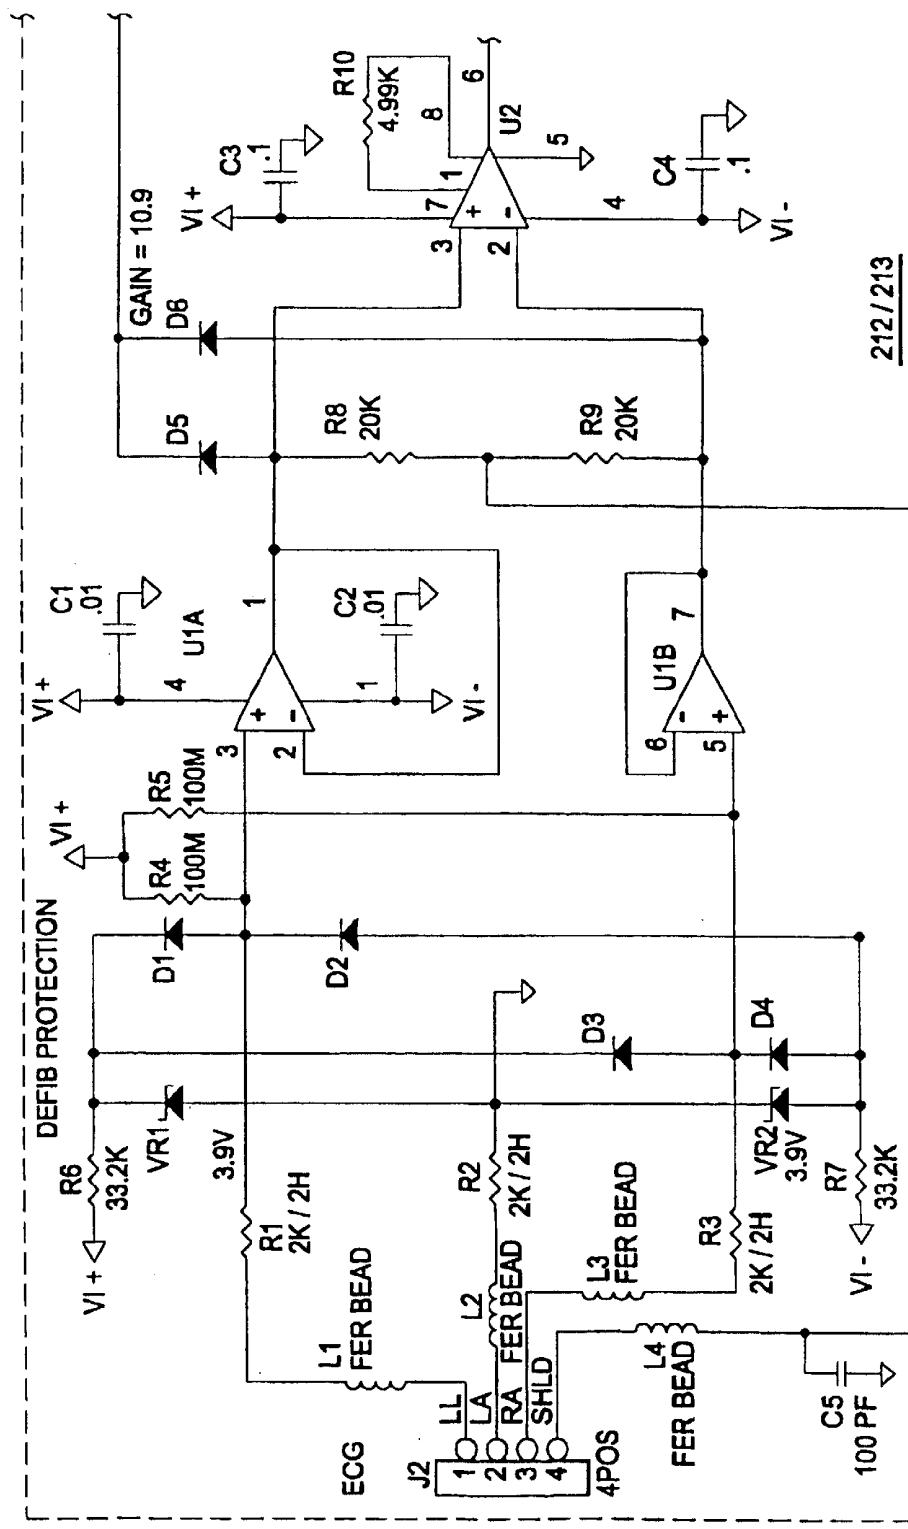 DEFIB PROTECTION
VI +
R6
33.2K
VR1
3.9V
D1
D2
VI +
R4
100M
R5
100M
VI +
C1
.01
4
U1A
3
+
2
-
1
1
C2
.01
VI -
D5
D6
GAIN = 10.9
R8
20K
R9
20K
VI +
C3
.1
7
1
R10
4.99K
8
3
+
2
-
6
U2
5
4
C4
.1
VI -
212 / 213
ECG
J2
1
2
3
4
4POS
LL
LA
RA
SHLD
L1
FER BEAD
L2
FER BEAD
L3
FER BEAD
L4
FER BEAD
C5
100 PF
R1
2K / 2H
R2
2K / 2H
R3
2K / 2H
D3
D4
VR2
3.9V
R7
33.2K
VI -
6
-
5
+
U1B
7